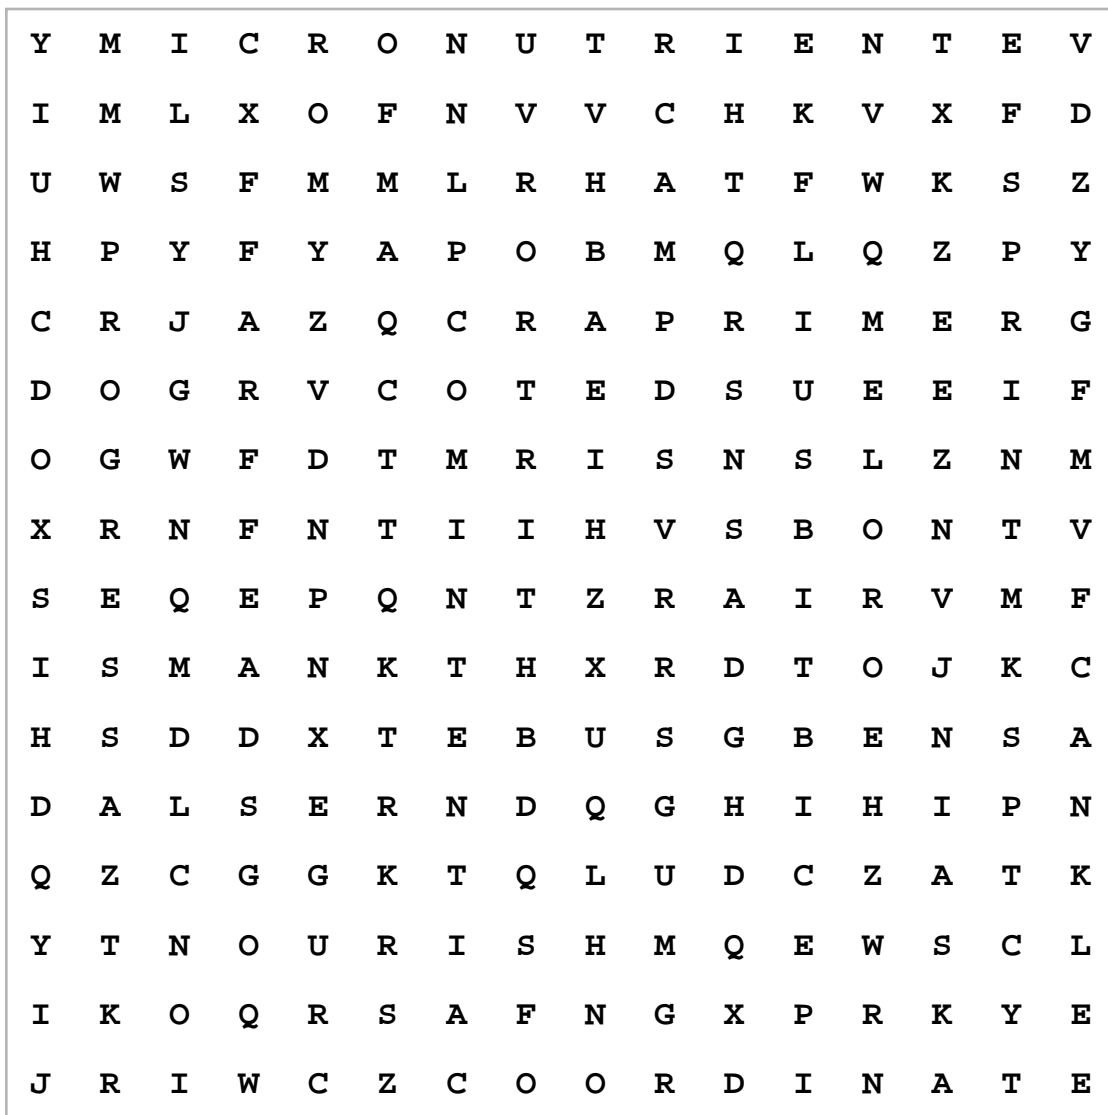 Y M I C R O N U T R I E N T E V
I M L X O F N V V C H K V X F D
U W S F M M L R H A T F W K S Z
H P Y F Y A P O B M Q L Q Z P Y
C R J A Z Q C R A P R I M E R G
D O G R V C O T E D S U E E I F
O G W F D T M R I S N S L Z N M
X R N F N T I I H V S B O N T V
S E Q E P Q N T Z R A I R V M F
I S M A N K T H X R D T O J K C
H S D D X T E B U S G B E N S A
D A L S E R N D Q G H I H I P N
Q Z C G G K T Q L U D C Z A T K
Y T N O U R I S H M Q E W S C L
I K O Q R S A F N G X P R K Y E
J R I W C Z C O O R D I N A T E